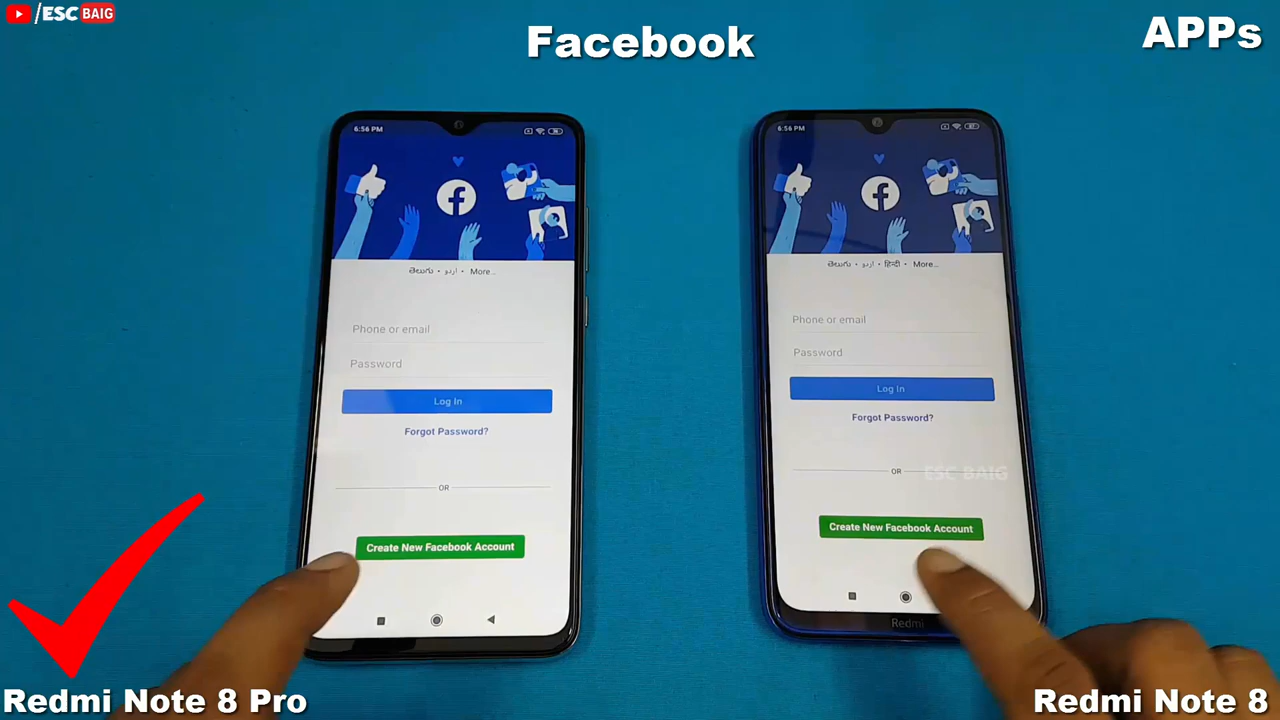 /ESC BAIG
Facebook
APPs
6:56 PM
తెలుగు • اردو • More...
Phone or email
Password
Log In
Forgot Password?
OR
Create New Facebook Account
6:56 PM
తెలుగు • اردو • हिन्दी • More...
Phone or email
Password
Log In
Forgot Password?
OR
ESC BAIG
Create New Facebook Account
Redmi
Redmi Note 8 Pro
Redmi Note 8